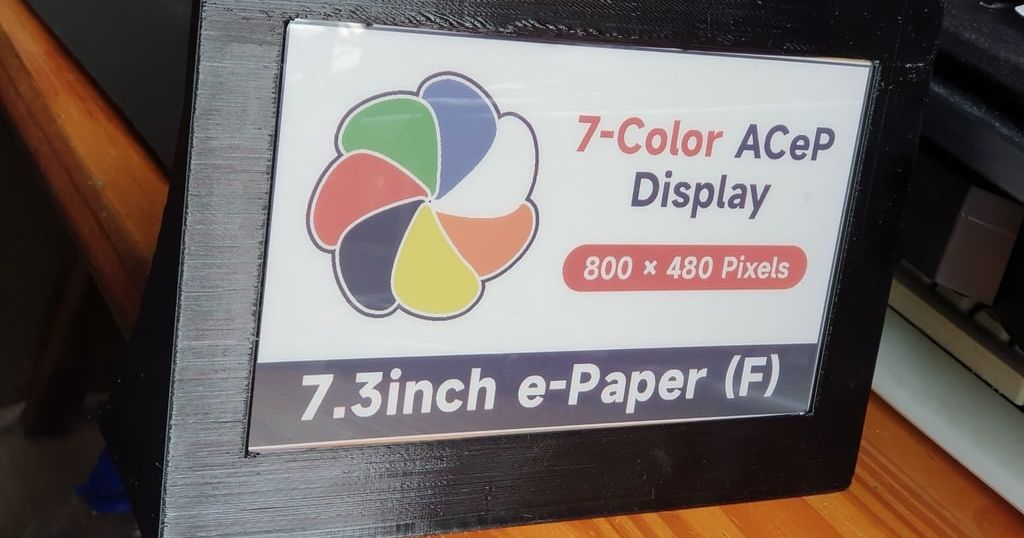 7-Color ACeP
Display
800 × 480 Pixels
7.3inch e-Paper (F)